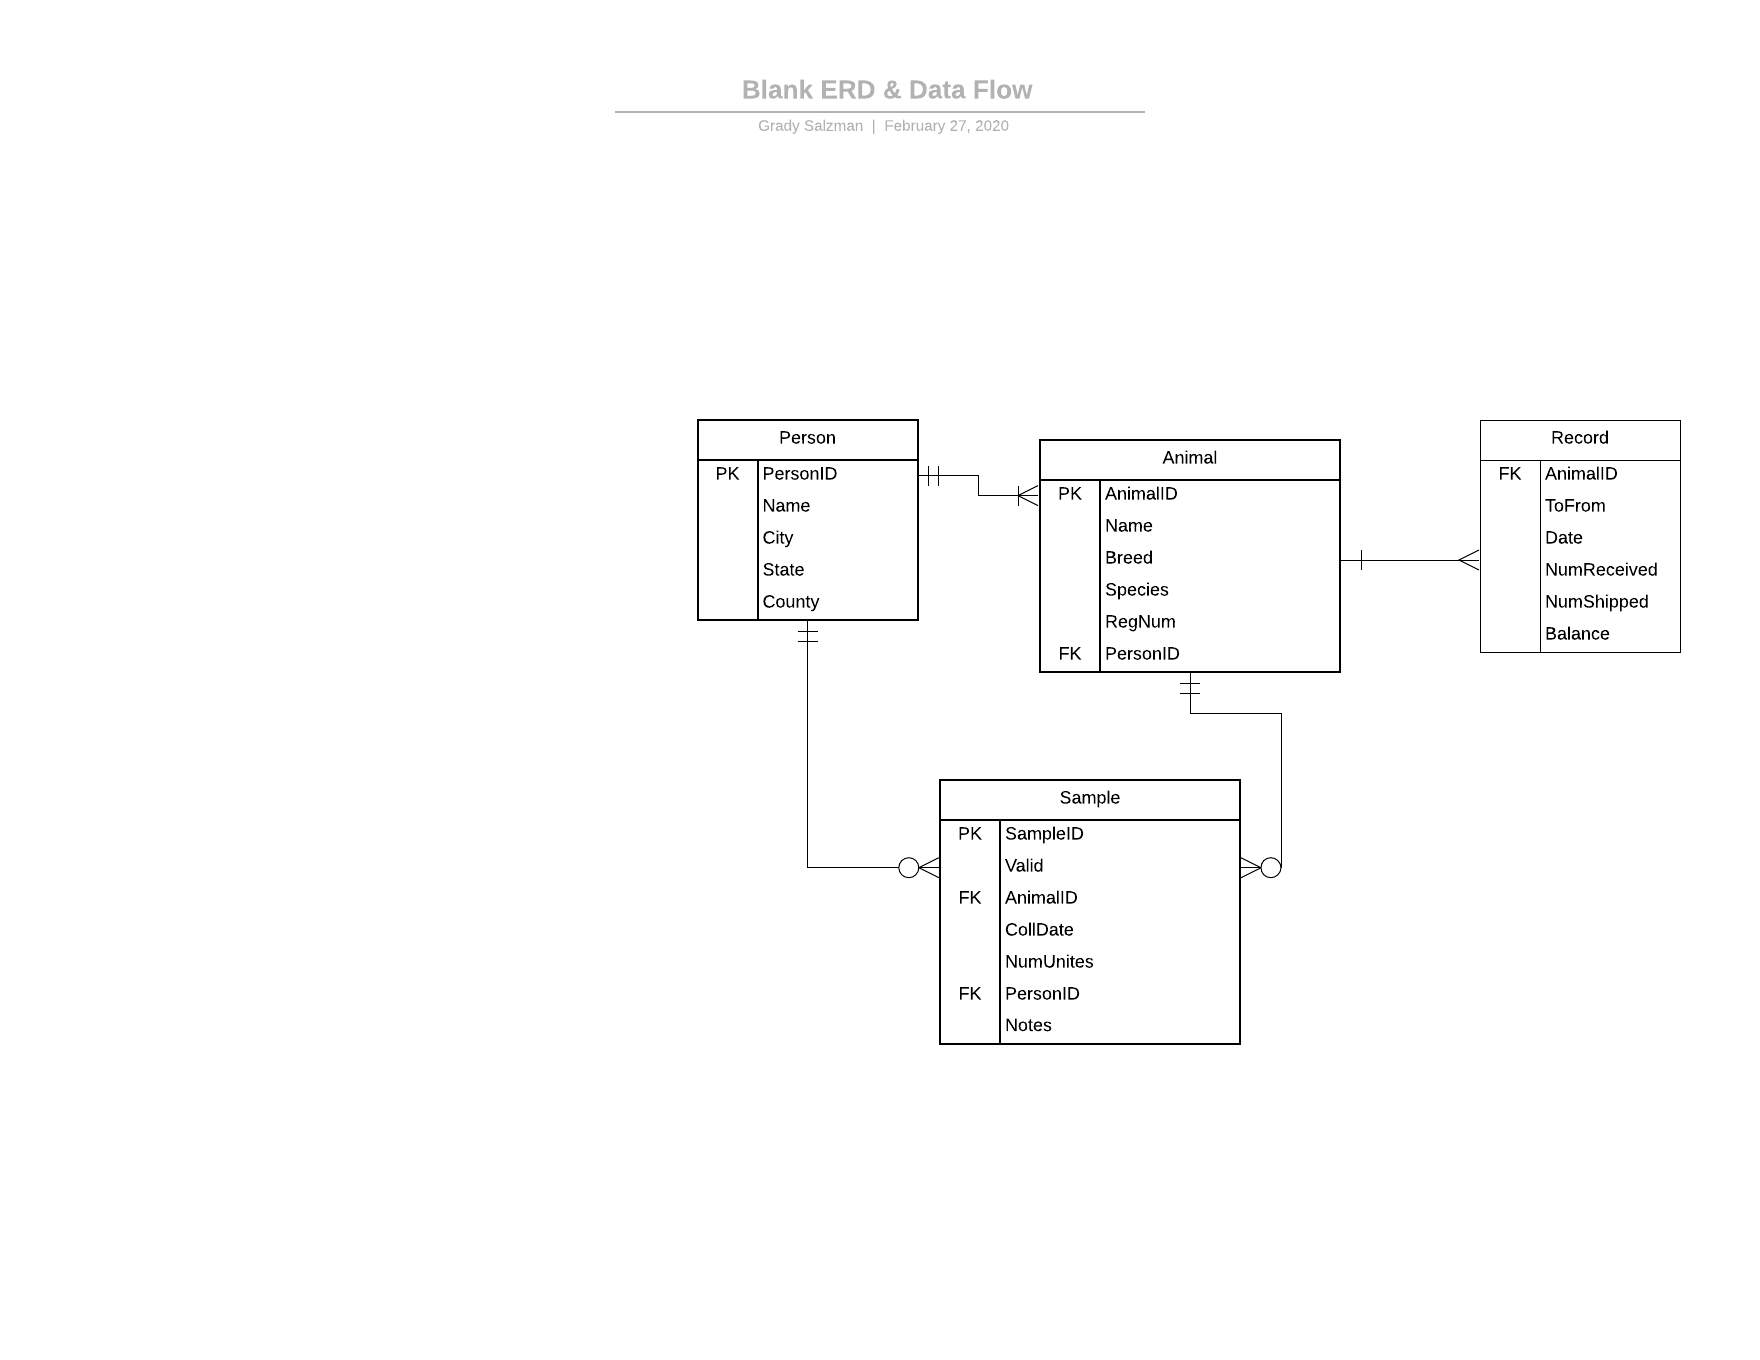 Blank ERD & Data Flow
Grady Salzman | February 27, 2020
Person
PK PersonID
Name
City
State
County
Animal
PK AnimalID
Name
Breed
Species
RegNum
FK PersonID
Record
FK AnimalID
ToFrom
Date
NumReceived
NumShipped
Balance
Sample
PK SampleID
Valid
FK AnimalID
CollDate
NumUnites
FK PersonID
Notes